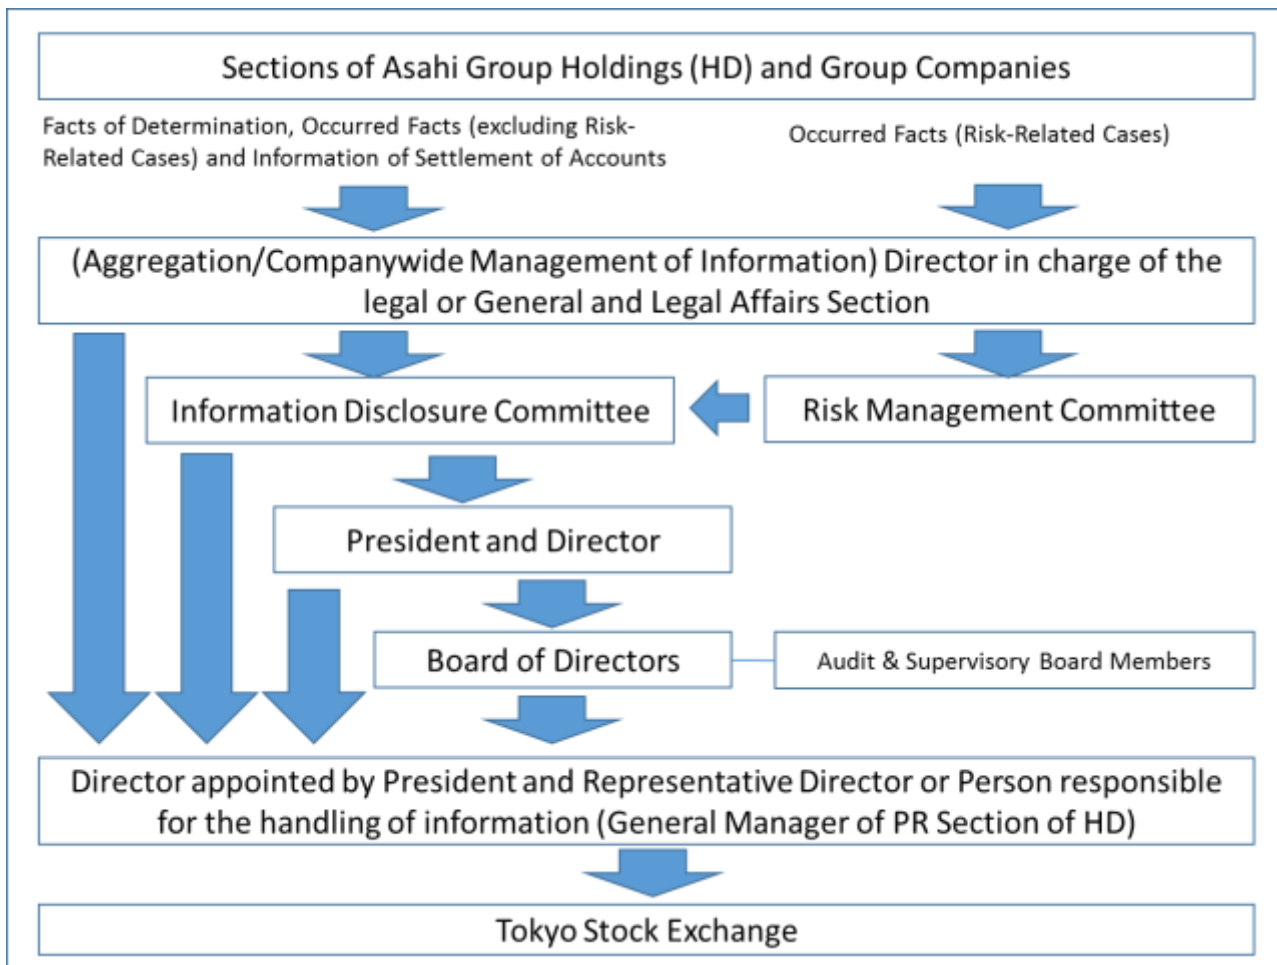 Sections of Asahi Group Holdings (HD) and Group Companies
Facts of Determination, Occurred Facts (excluding Risk-
Related Cases) and Information of Settlement of Accounts
Occurred Facts (Risk-Related Cases)
(Aggregation/Companywide Management of Information) Director in charge of the
legal or General and Legal Affairs Section
Information Disclosure Committee
Risk Management Committee
President and Director
Board of Directors
Audit & Supervisory Board Members
Director appointed by President and Representative Director or Person responsible
for the handling of information (General Manager of PR Section of HD)
Tokyo Stock Exchange